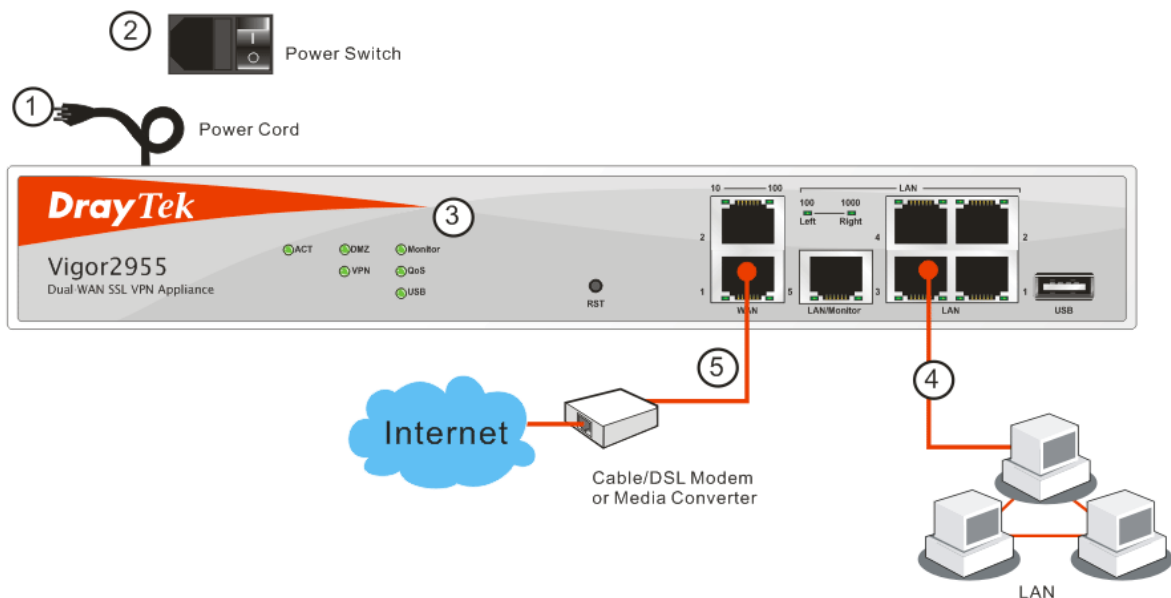 2
Power Switch
1
Power Cord
DrayTek
3
Vigor2955
Dual-WAN SSL VPN Appliance
ACT
DMZ
Monitor
VPN
QoS
USB
RST
10 100
2
1
WAN
100 1000
Left Right
5
LAN/Monitor
LAN
4
2
3
1
LAN
USB
5
4
Internet
Cable/DSL Modem
or Media Converter
LAN